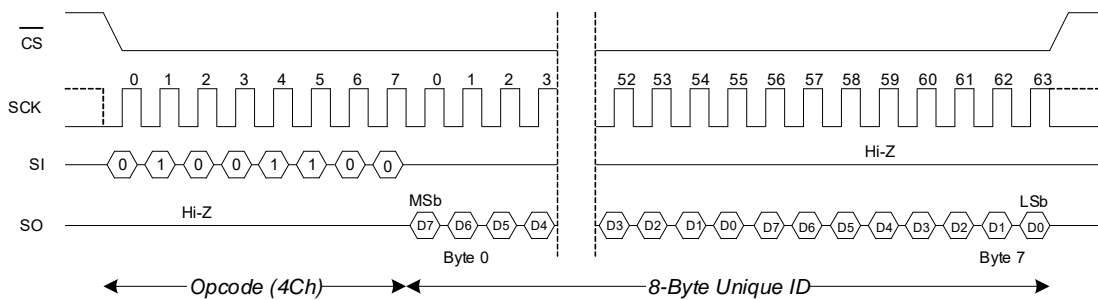 CS
0 1 2 3 4 5 6 7 0 1 2 3 52 53 54 55 56 57 58 59 60 61 62 63
SCK
Hi-Z
SI 0 1 0 0 1 1 0 0
MSb LSb
Hi-Z
SO D7 D6 D5 D4 D3 D2 D1 D0 D7 D6 D5 D4 D3 D2 D1 D0
Byte 0 Byte 7
Opcode (4Ch) 8-Byte Unique ID